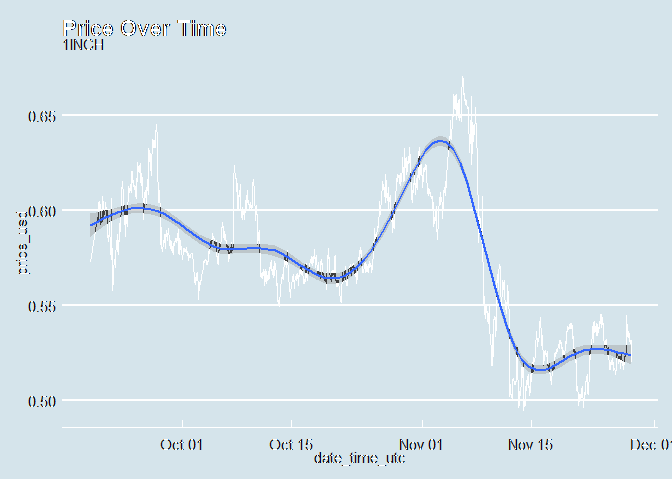 Price Over Time
1INCH
0.65
0.60
0.55
0.50
price_usd
Oct 01 Oct 15 Nov 01 Nov 15 Dec 01
date_time_utc